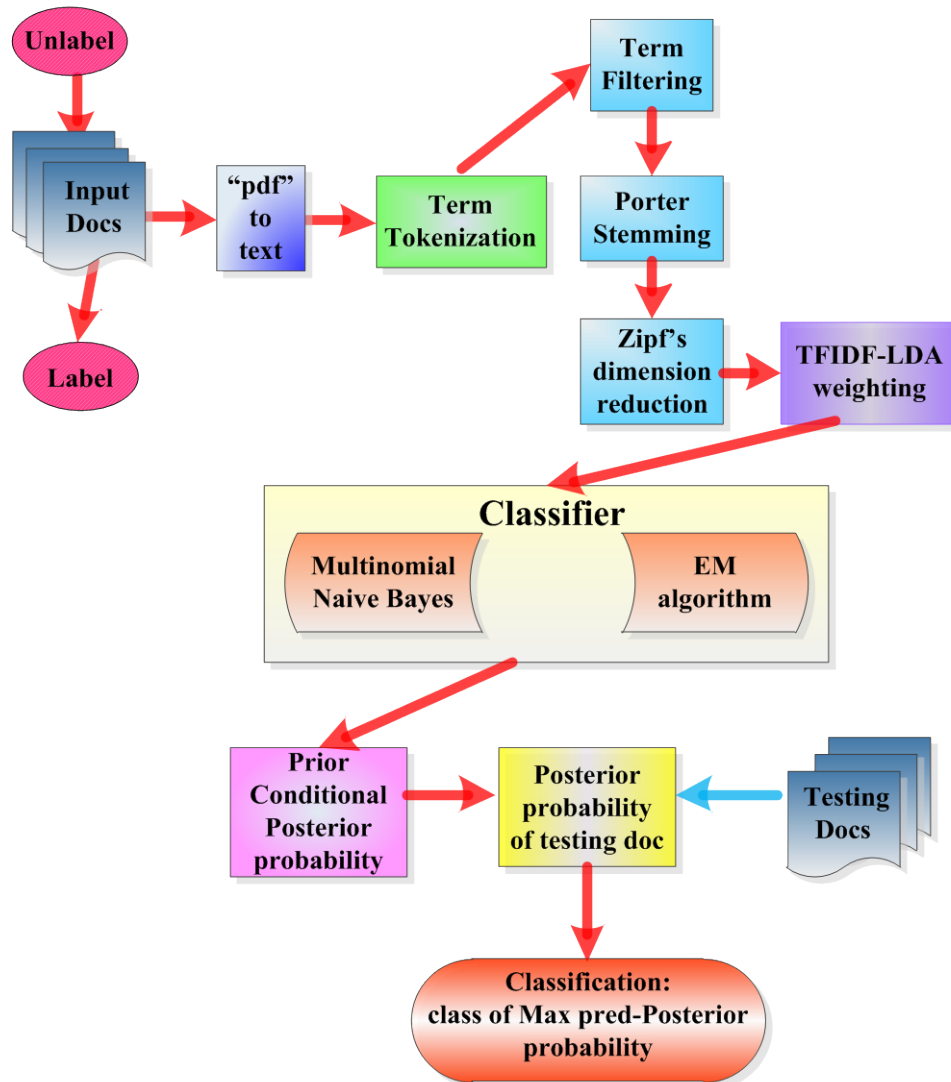 Unlabel
Input
Docs
Label
“pdf”
to
text
Term
Tokenization
Term
Filtering
Porter
Stemming
Zipf’s
dimension
reduction
TFIDF-LDA
weighting
Classifier
Multinomial
Naive Bayes
EM
algorithm
Prior
Conditional
Posterior
probability
Posterior
probability
of testing doc
Testing
Docs
Classification:
class of Max pred-Posterior
probability